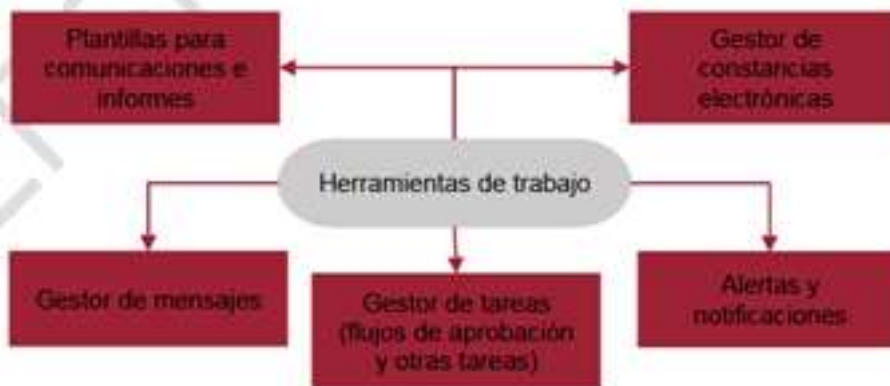 Plantillas para
comunicaciones e
informes
Gestor de
constancias
electrónicas
Herramientas de trabajo
Gestor de mensajes
Gestor de tareas
(flujos de aprobación
y otras tareas)
Alertas y
notificaciones